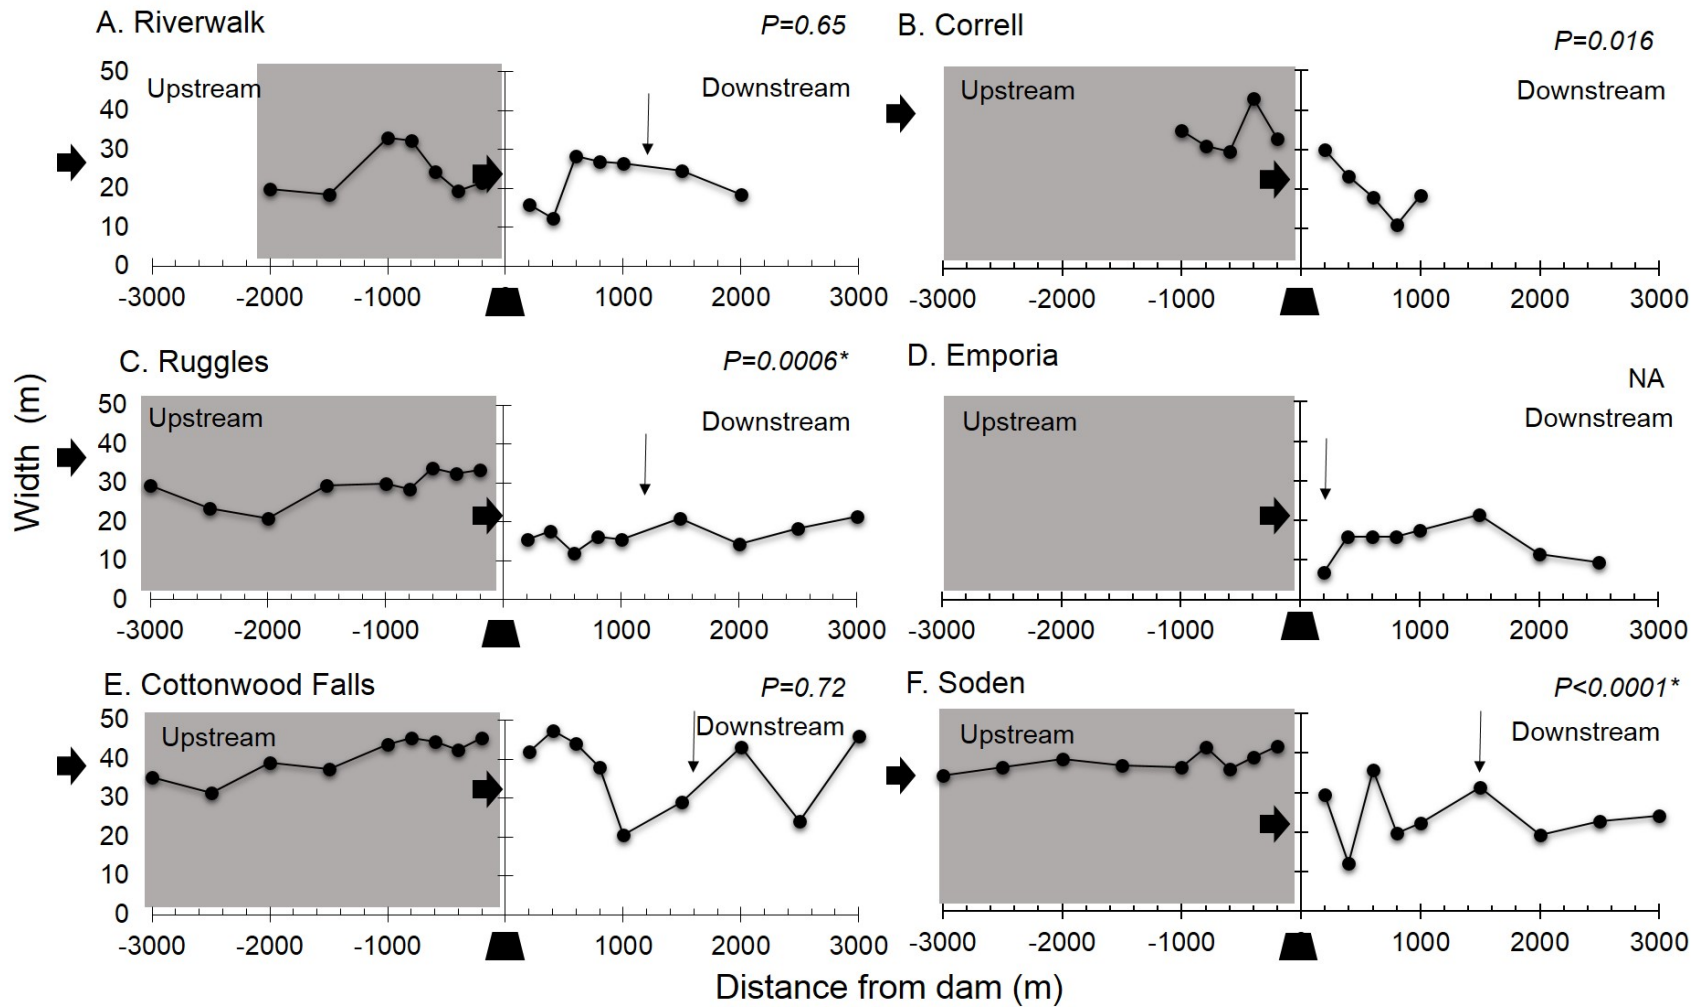 A. Riverwalk
P=0.65
B. Correll
P=0.016
Upstream
Downstream
Upstream
Downstream
50
40
30
20
10
0
-3000 -2000 -1000 1000 2000 3000
-3000 -2000 -1000 1000 2000 3000
C. Ruggles
P=0.0006*
D. Emporia
NA
Upstream
Downstream
Upstream
Downstream
50
40
30
20
10
0
-3000 -2000 -1000 1000 2000 3000
-3000 -2000 -1000 1000 2000 3000
Width (m)
E. Cottonwood Falls
P=0.72
F. Soden
P<0.0001*
Upstream
Downstream
Upstream
Downstream
50
40
30
20
10
0
-3000 -2000 -1000 1000 2000 3000
-3000 -2000 -1000 1000 2000 3000
Distance from dam (m)